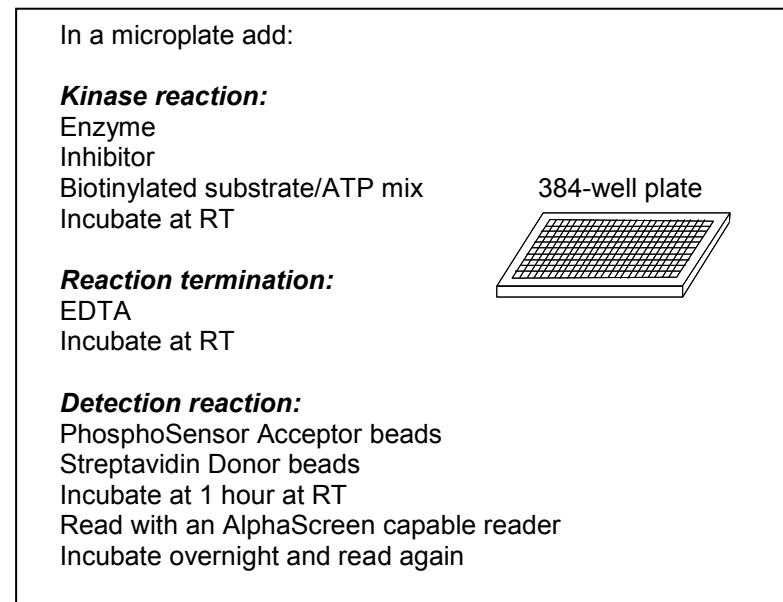 In a microplate add:
Kinase reaction:
Enzyme
Inhibitor
Biotinylated substrate/ATP mix
384-well plate
Incubate at RT
Reaction termination:
EDTA
Incubate at RT
Detection reaction:
PhosphoSensor Acceptor beads
Streptavidin Donor beads
Incubate at 1 hour at RT
Read with an AlphaScreen capable reader
Incubate overnight and read again